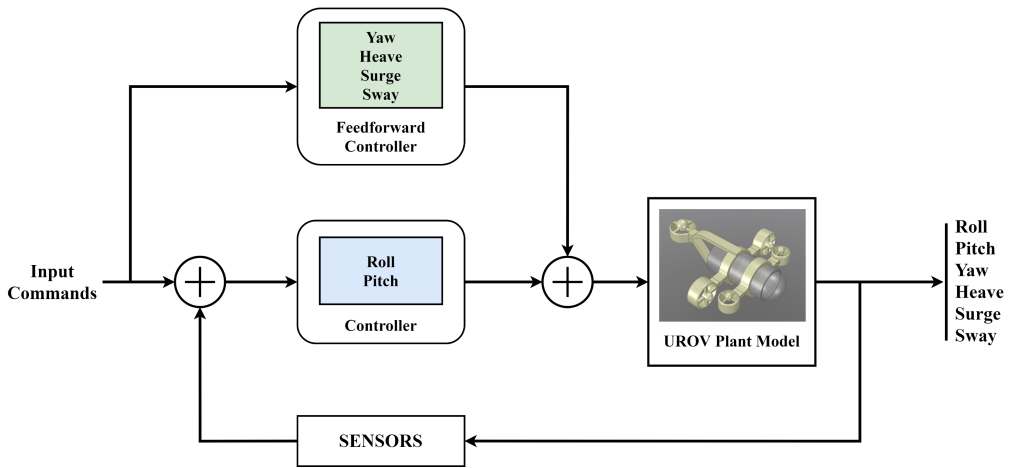 Yaw
Heave
Surge
Sway
Feedforward
Controller
Input
Commands
Roll
Pitch
Controller
UROV Plant Model
Roll
Pitch
Yaw
Heave
Surge
Sway
SENSORS